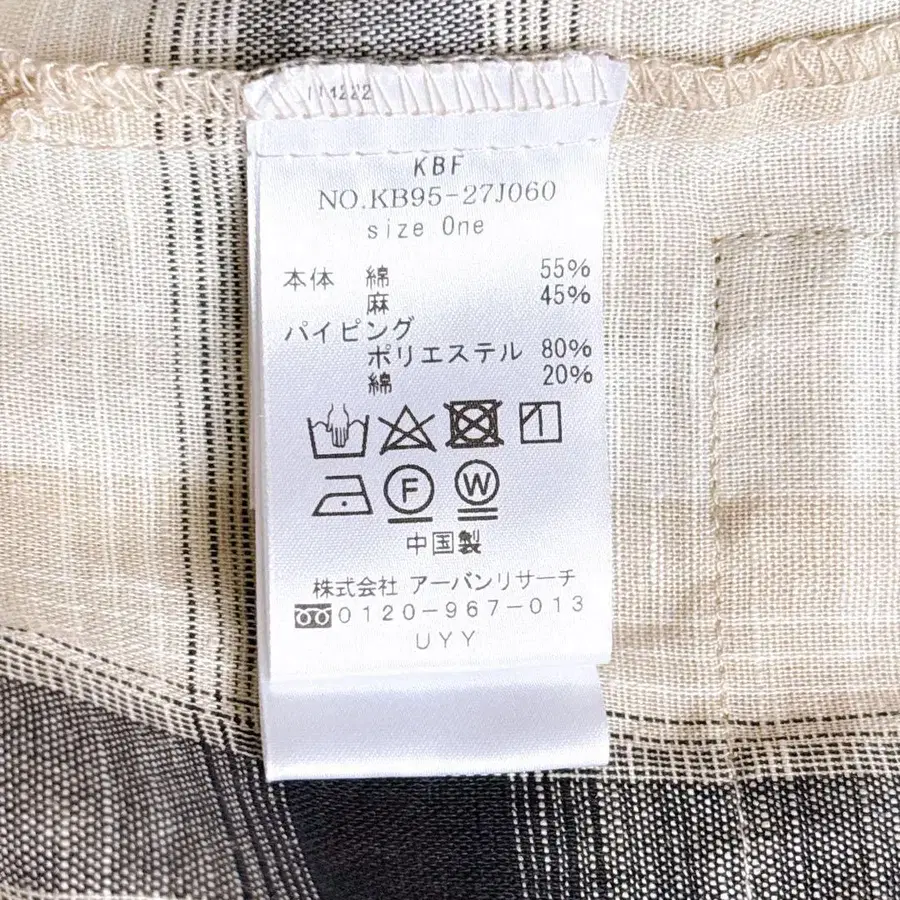 KBF
NO.KB95-27J060
size One
本体 綿 55%
麻 45%
パイピング
ポリエステル 80%
綿 20%
F W
中国製
株式会社 アーバンリサーチ
0120-967-013
UYY